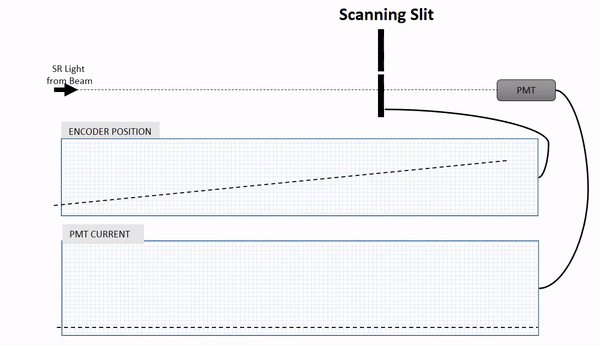 Scanning Slit
SR Light
from Beam
PMT
ENCODER POSITION
PMT CURRENT